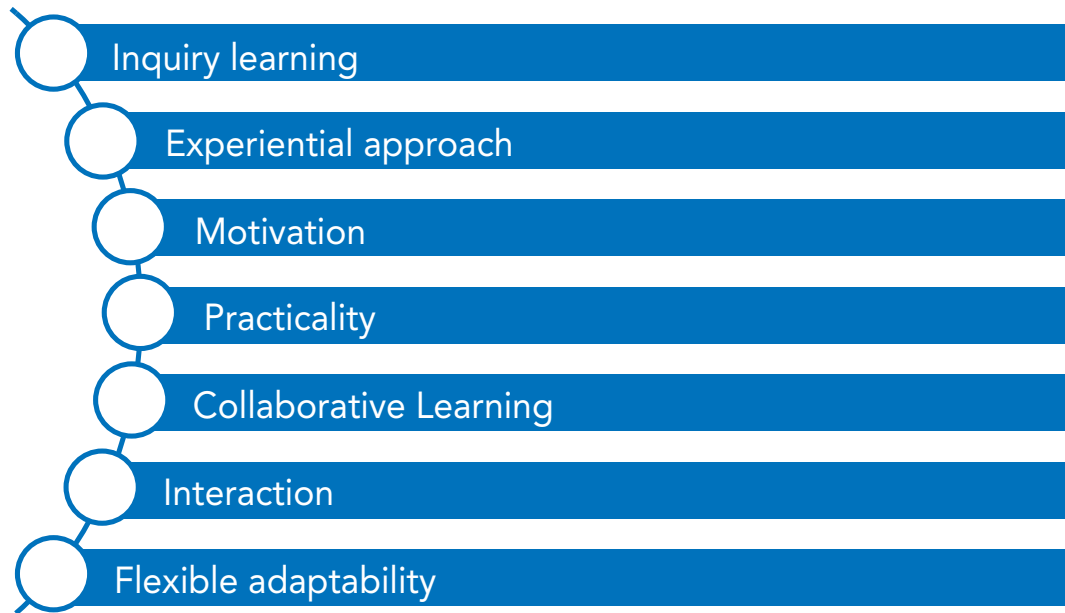 Inquiry learning
Experiential approach
Motivation
Practicality
Collaborative Learning
Interaction
Flexible adaptability